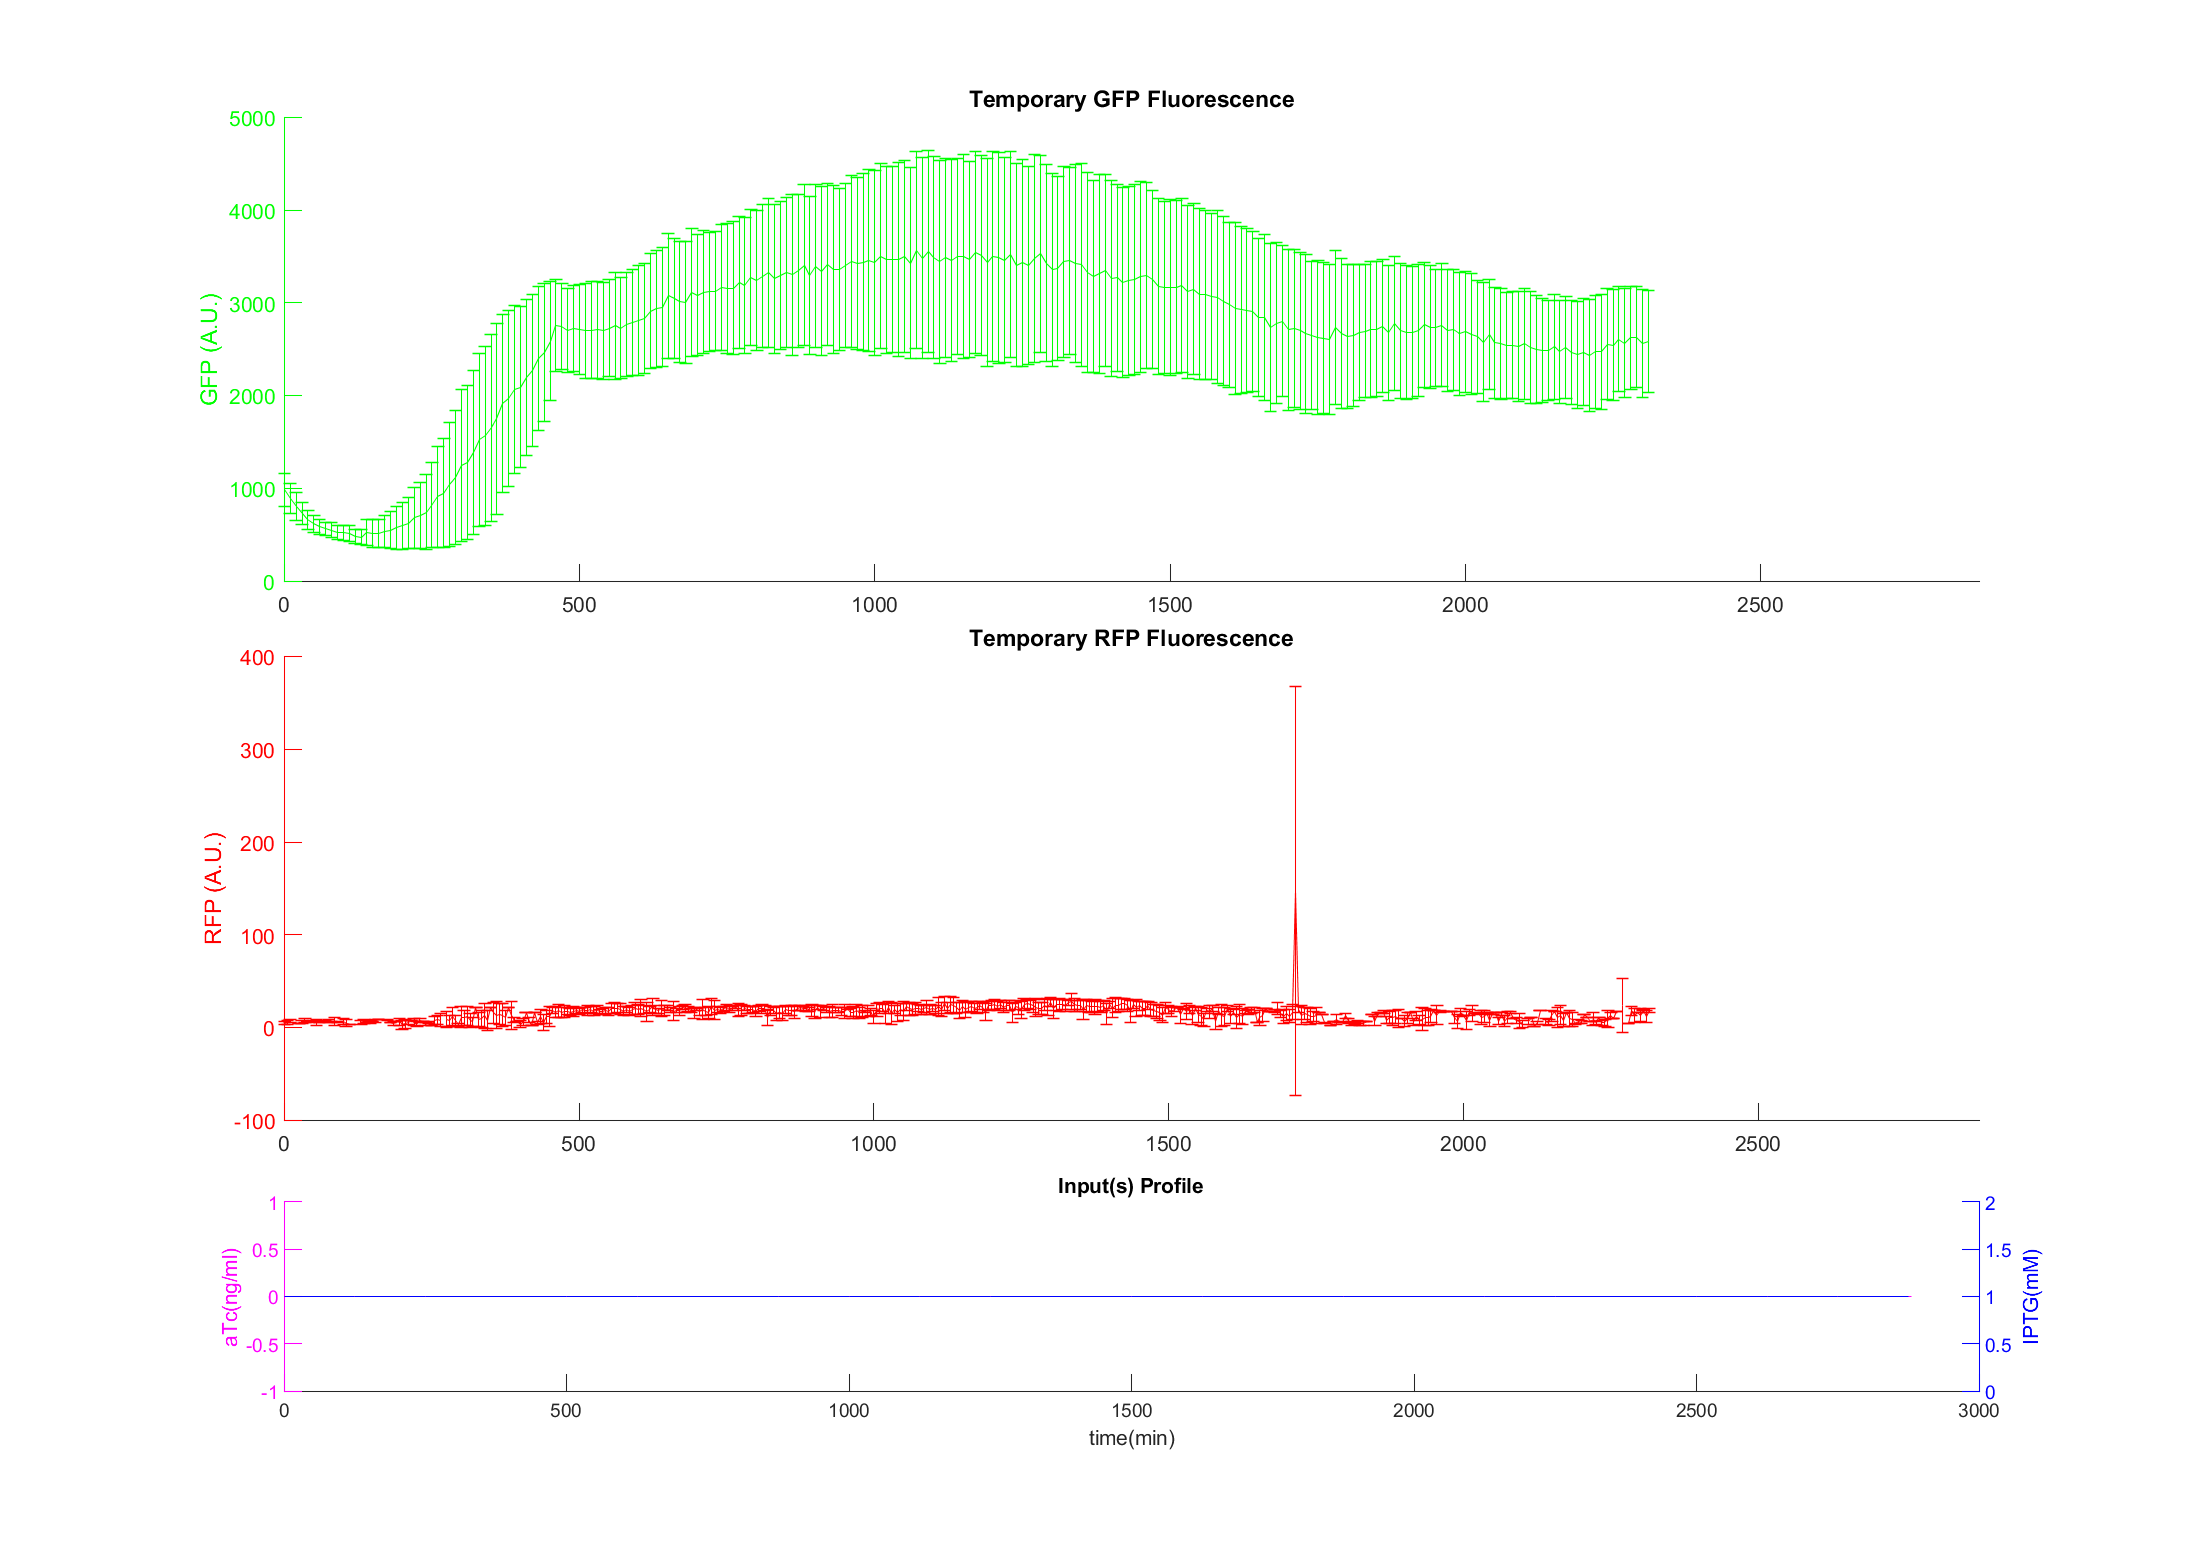 Temporary GFP Fluorescence
5000
4000
3000
2000
1000
0
GFP (A.U.)
0 500 1000 1500 2000 2500
Temporary RFP Fluorescence
400
300
200
100
0
-100
RFP (A.U.)
0 500 1000 1500 2000 2500
Input(s) Profile
1
0.5
0
-0.5
-1
aTc(ng/ml)
2
1.5
1
0.5
0
IPTG(mM)
0 500 1000 1500 2000 2500 3000
time(min)